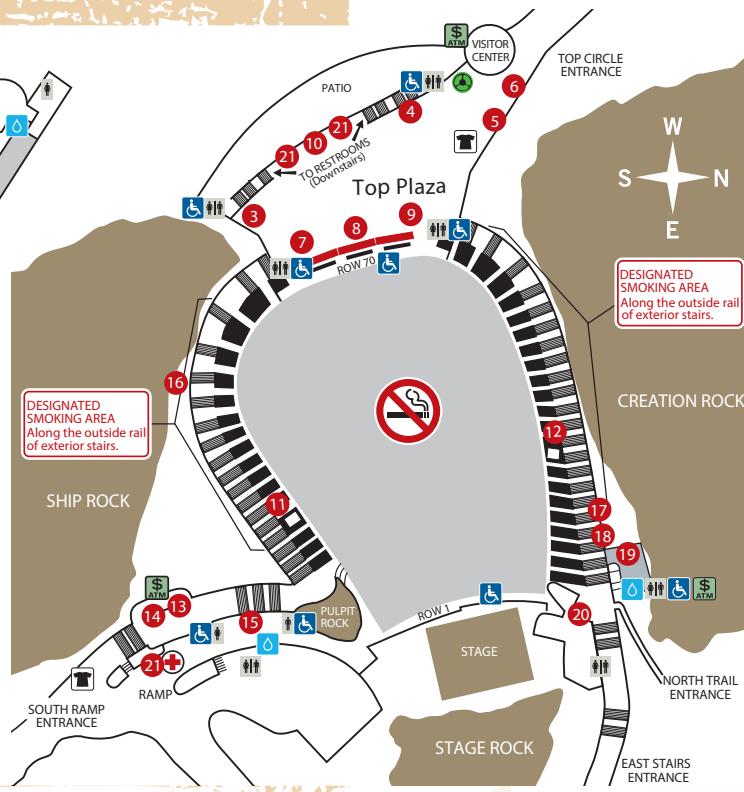 $
ATM
VISITOR
CENTER
TOP CIRCLE
ENTRANCE
PATIO
6
4
5
21
10
21
TO RESTROOMS
(Downstairs)
W
S N
E
Top Plaza
3
9
8
7
ROW 70
DESIGNATED
SMOKING AREA
Along the outside rail
of exterior stairs.
16
DESIGNATED
SMOKING AREA
Along the outside rail
of exterior stairs.
CREATION ROCK
12
SHIP ROCK
11
17
18
19
$
ATM
$
ATM
13
14
15
PULPIT
ROCK
ROW 1
20
STAGE
21
RAMP
SOUTH RAMP
ENTRANCE
NORTH TRAIL
ENTRANCE
STAGE ROCK
EAST STAIRS
ENTRANCE